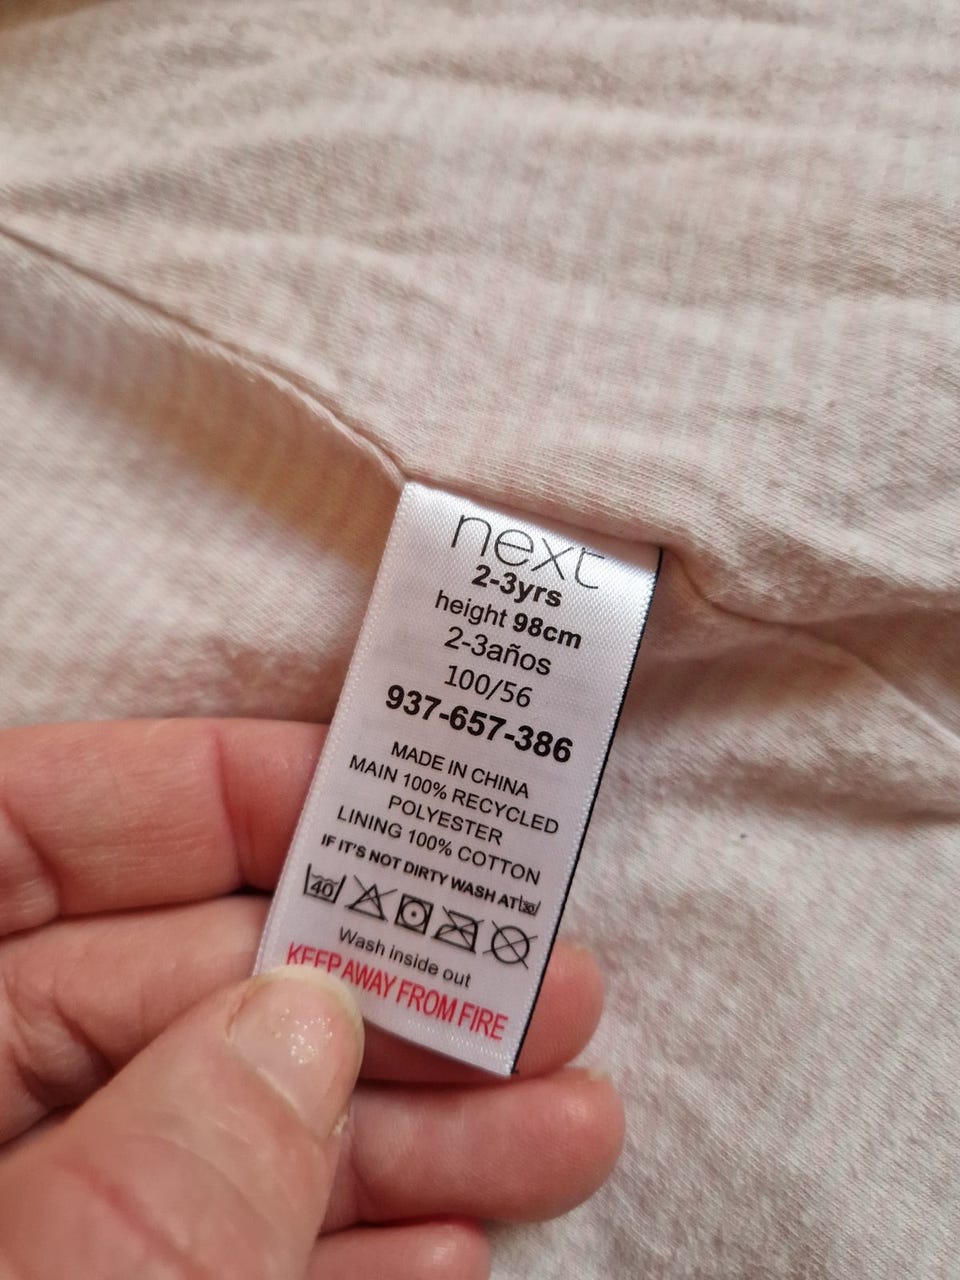 next
2-3yrs
height 98cm
2-3años
100/56
937-657-386
MADE IN CHINA
MAIN 100% RECYCLED
POLYESTER
LINING 100% COTTON
IF IT'S NOT DIRTY WASH AT 30
40
Wash inside out
KEEP AWAY FROM FIRE